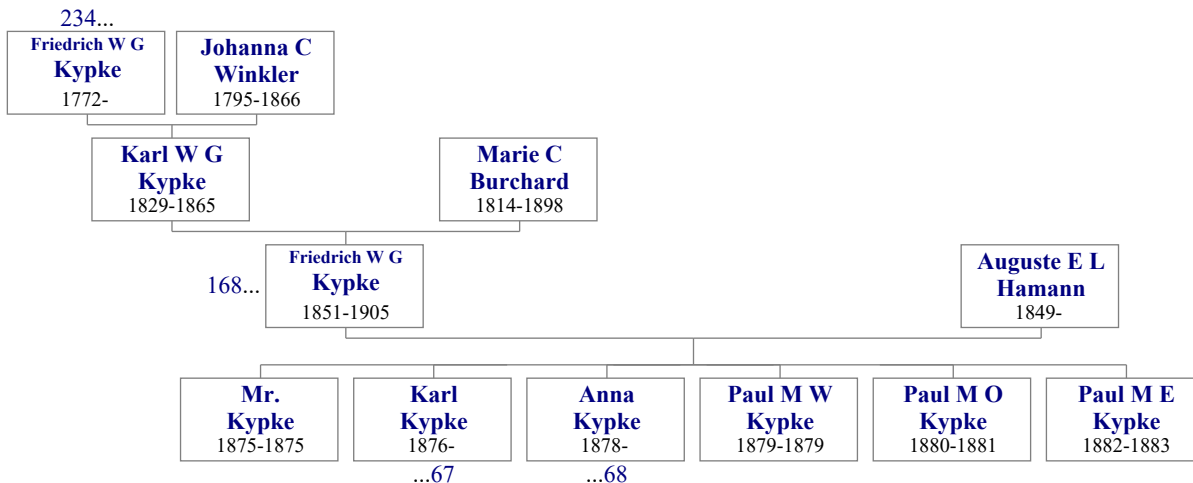 234...
Friedrich W G
Kypke
1772-
Johanna C
Winkler
1795-1866
Karl W G
Kypke
1829-1865
Marie C
Burchard
1814-1898
168...
Friedrich W G
Kypke
1851-1905
Auguste E L
Hamann
1849-
Mr.
Kypke
1875-1875
Karl
Kypke
1876-
...67
Anna
Kypke
1878-
...68
Paul M W
Kypke
1879-1879
Paul M O
Kypke
1880-1881
Paul M E
Kypke
1882-1883